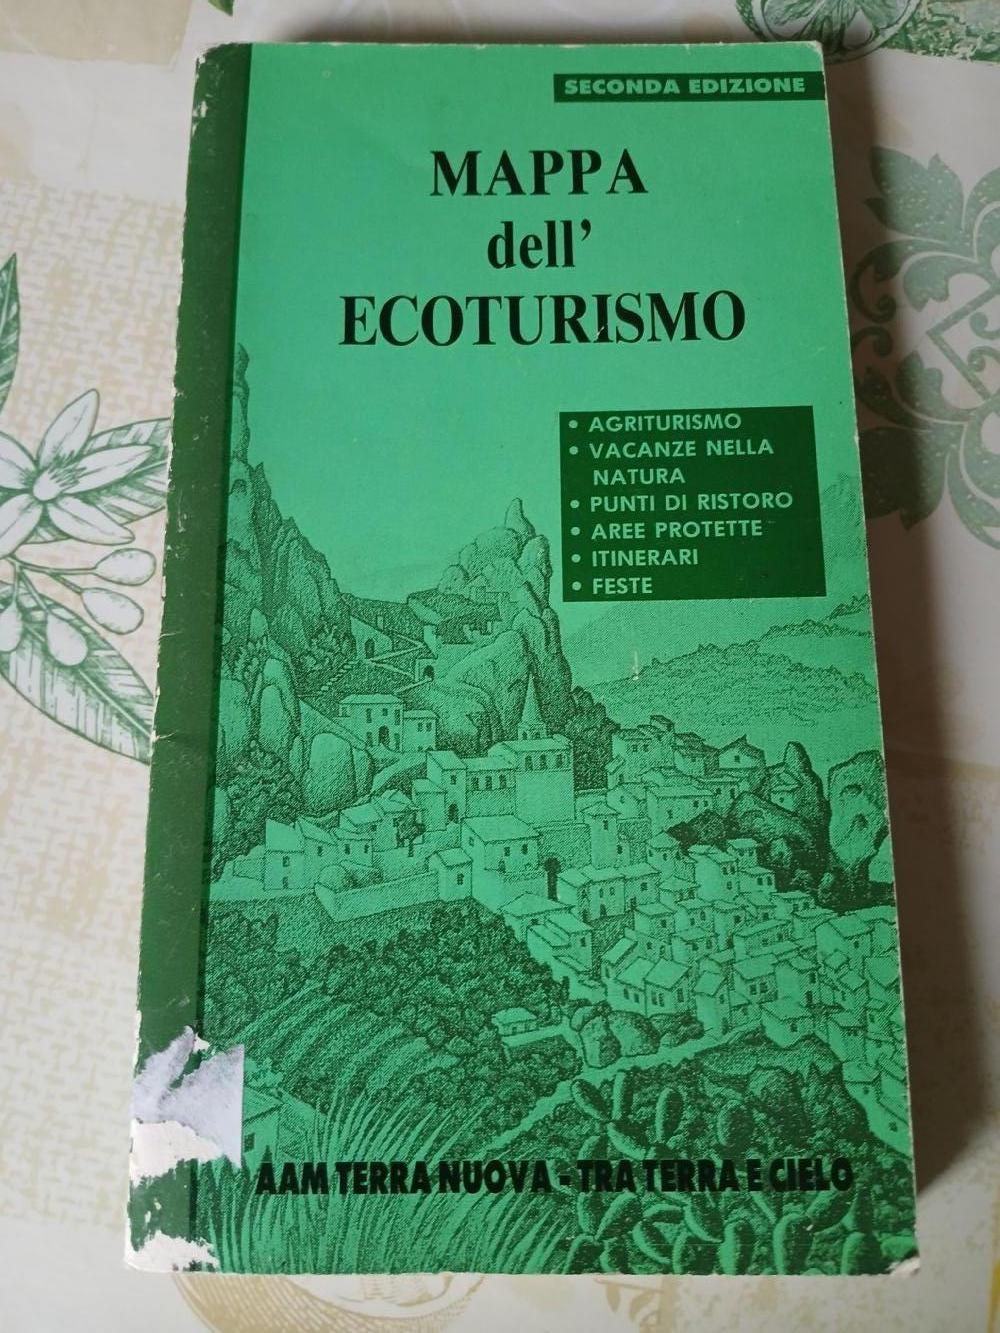 SECONDA EDIZIONE
MAPPA
dell'
ECOTURISMO
• AGRITURISMO
• VACANZE NELLA
NATURA
• PUNTI DI RISTORO
• AREE PROTETTE
• ITINERARI
• FESTE
AAM TERRA NUOVA - TRA TERRA E CIELO